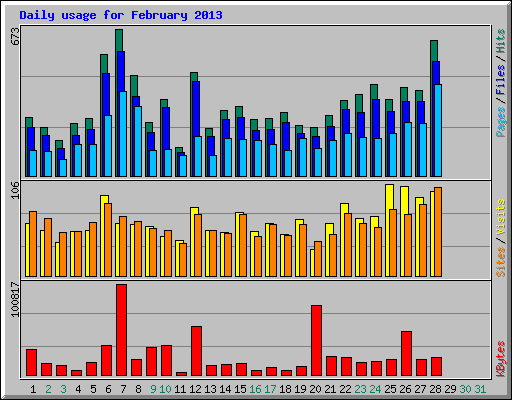 Daily usage for February 2013
673
Pages / Files / Hits
106
Sites / Visits
100817
KBytes
1 2 3 4 5 6 7 8 9 10 11 12 13 14 15 16 17 18 19 20 21 22 23 24 25 26 27 28 29 30 31